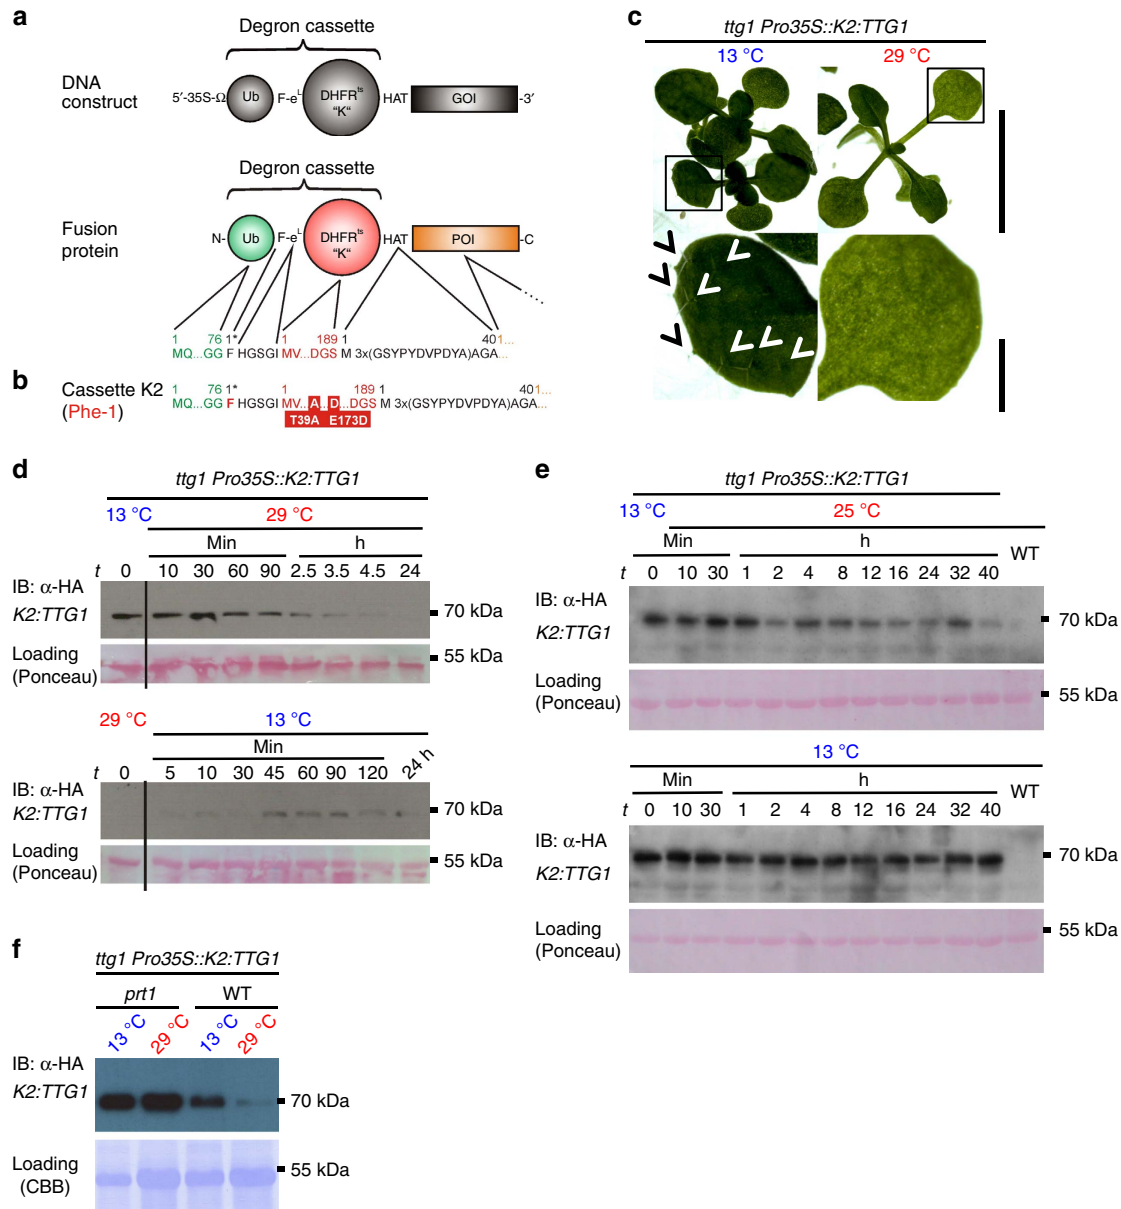 a
Degron cassette
DNA construct
5′-35S-Ω Ub F-eL DHFRts "K" HAT GOI -3′
Degron cassette
Fusion protein
N- Ub F-eL DHFRts "K" HAT POI -C
1 76 1* 1 189 1 40 1...
MQ...GG F HGSGI MV...DGS M 3x(GSYPYDVPDYA)AGA...
b
Cassette K2 (Phe-1)
1 76 1* 1 189 1 40 1...
MQ...GG F HGSGI MV...A...D...DGS M 3x(GSYPYDVPDYA)AGA...
T39A E173D
c
ttg1 Pro35S::K2:TTG1
13 °C 29 °C
d
ttg1 Pro35S::K2:TTG1
13 °C 29 °C
Min h
t 0 10 30 60 90 2.5 3.5 4.5 24
IB: α-HA
K2:TTG1
70 kDa
Loading (Ponceau)
55 kDa
29 °C 13 °C
Min
t 0 5 10 30 45 60 90 120 24 h
IB: α-HA
K2:TTG1
70 kDa
Loading (Ponceau)
55 kDa
e
ttg1 Pro35S::K2:TTG1
13 °C 25 °C
Min h WT
t 0 10 30 1 2 4 8 12 16 24 32 40
IB: α-HA
K2:TTG1
70 kDa
Loading (Ponceau)
55 kDa
13 °C
Min h WT
t 0 10 30 1 2 4 8 12 16 24 32 40
IB: α-HA
K2:TTG1
70 kDa
Loading (Ponceau)
55 kDa
f
ttg1 Pro35S::K2:TTG1
prt1 WT
13 °C 29 °C 13 °C 29 °C
IB: α-HA
K2:TTG1
70 kDa
Loading (CBB)
55 kDa